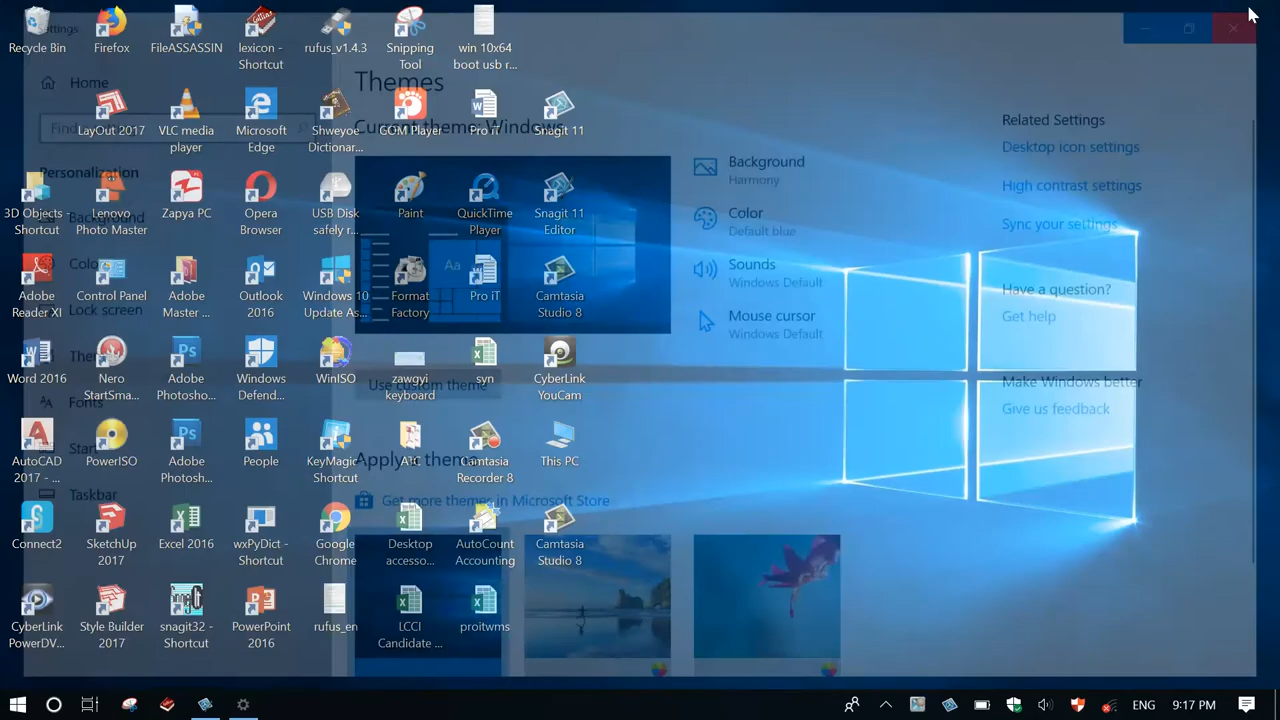 Settings
Recycle Bin
Firefox
FileASSASSIN
lexicon -
Shortcut
rufus_v1.4.3
Snipping
Tool
win 10x64
boot usb r...
Home
Themes
LayOut 2017
VLC media
player
Microsoft
Edge
Shweyoe
Dictionar...
GOM Player
Pro iT
Snagit 11
Current theme: Windows
Related Settings
Desktop icon settings
High contrast settings
Sync your settings
Personalization
Background
Harmony
Color
Default blue
Sounds
Windows Default
Mouse cursor
Windows Default
3D Objects -
Shortcut
Lenovo
Photo Master
Zapya PC
Opera
Browser
USB Disk
safely r...
Paint
QuickTime
Player
Snagit 11
Editor
Background
Aa
Adobe
Reader XI
Control Panel
Adobe
Master ...
Outlook
2016
Windows 10
Update As...
Format
Factory
Pro iT
Camtasia
Studio 8
Lock screen
Have a question?
Get help
Word 2016
Nero
StartSma...
Adobe
Photosho...
Windows
Defend...
WinISO
zawgyi
keyboard
syn
CyberLink
YouCam
Use custom theme
Fonts
Make Windows better
Give us feedback
AutoCAD
2017 - ...
PowerISO
Adobe
Photosh...
People
KeyMagic
Shortcut
Camtasia
Recorder 8
This PC
Apply a theme
Taskbar
Get more themes in Microsoft Store
Connect2
SketchUp
2017
Excel 2016
wxPyDict -
Shortcut
Google
Chrome
Desktop
accesso...
AutoCount
Accounting
Camtasia
Studio 8
CyberLink
PowerDV...
Style Builder
2017
snagit32 -
Shortcut
PowerPoint
2016
rufus_en
LCCI
Candidate ...
proitwms
ENG
9:17 PM